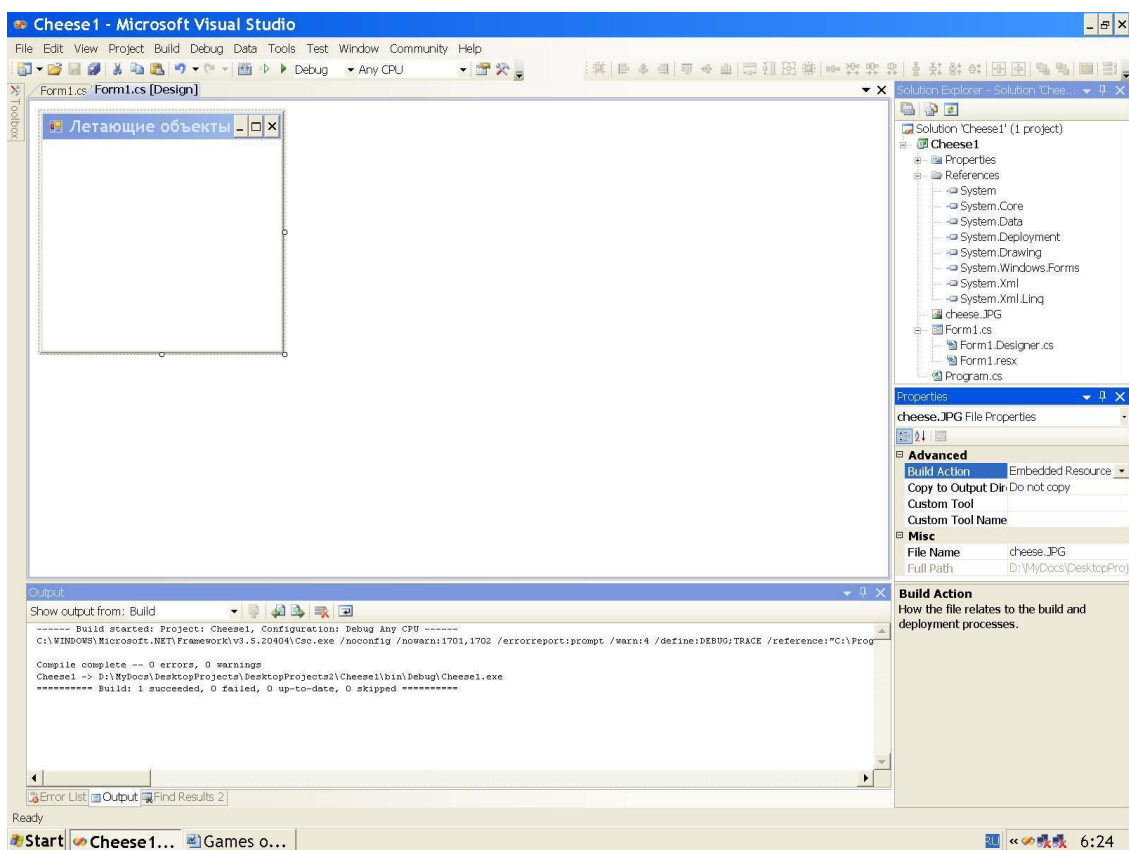 Cheese1 - Microsoft Visual Studio
File Edit View Project Build Debug Data Tools Test Window Community Help
Debug Any CPU
Toolbox
Form1.cs Form1.cs [Design]
Летающие объекты
Solution Explorer - Solution 'Chee...
Solution 'Cheese1' (1 project)
Cheese1
Properties
References
System
System.Core
System.Data
System.Deployment
System.Drawing
System.Windows.Forms
System.Xml
System.Xml.Linq
cheese.JPG
Form1.cs
Form1.Designer.cs
Form1.resx
Program.cs
Properties
cheese.JPG File Properties
Advanced
Build Action Embedded Resource
Copy to Output Dir Do not copy
Custom Tool
Custom Tool Name
Misc
File Name cheese.JPG
Full Path D:\MyDocs\DesktopProj
Build Action
How the file relates to the build and
deployment processes.
Output
Show output from: Build
------ Build started: Project: Cheese1, Configuration: Debug Any CPU ------
C:\WINDOWS\Microsoft.NET\Framework\v3.5.20404\Csc.exe /noconfig /nowarn:1701,1702 /errorreport:prompt /warn:4 /define:DEBUG;TRACE /reference:"C:\Prog
Compile complete -- 0 errors, 0 warnings
Cheese1 -> D:\MyDocs\DesktopProjects\DesktopProjects2\Cheese1\bin\Debug\Cheese1.exe
========== Build: 1 succeeded, 0 failed, 0 up-to-date, 0 skipped ==========
Error List Output Find Results 2
Ready
Start Cheese1... Games o... RU 6:24